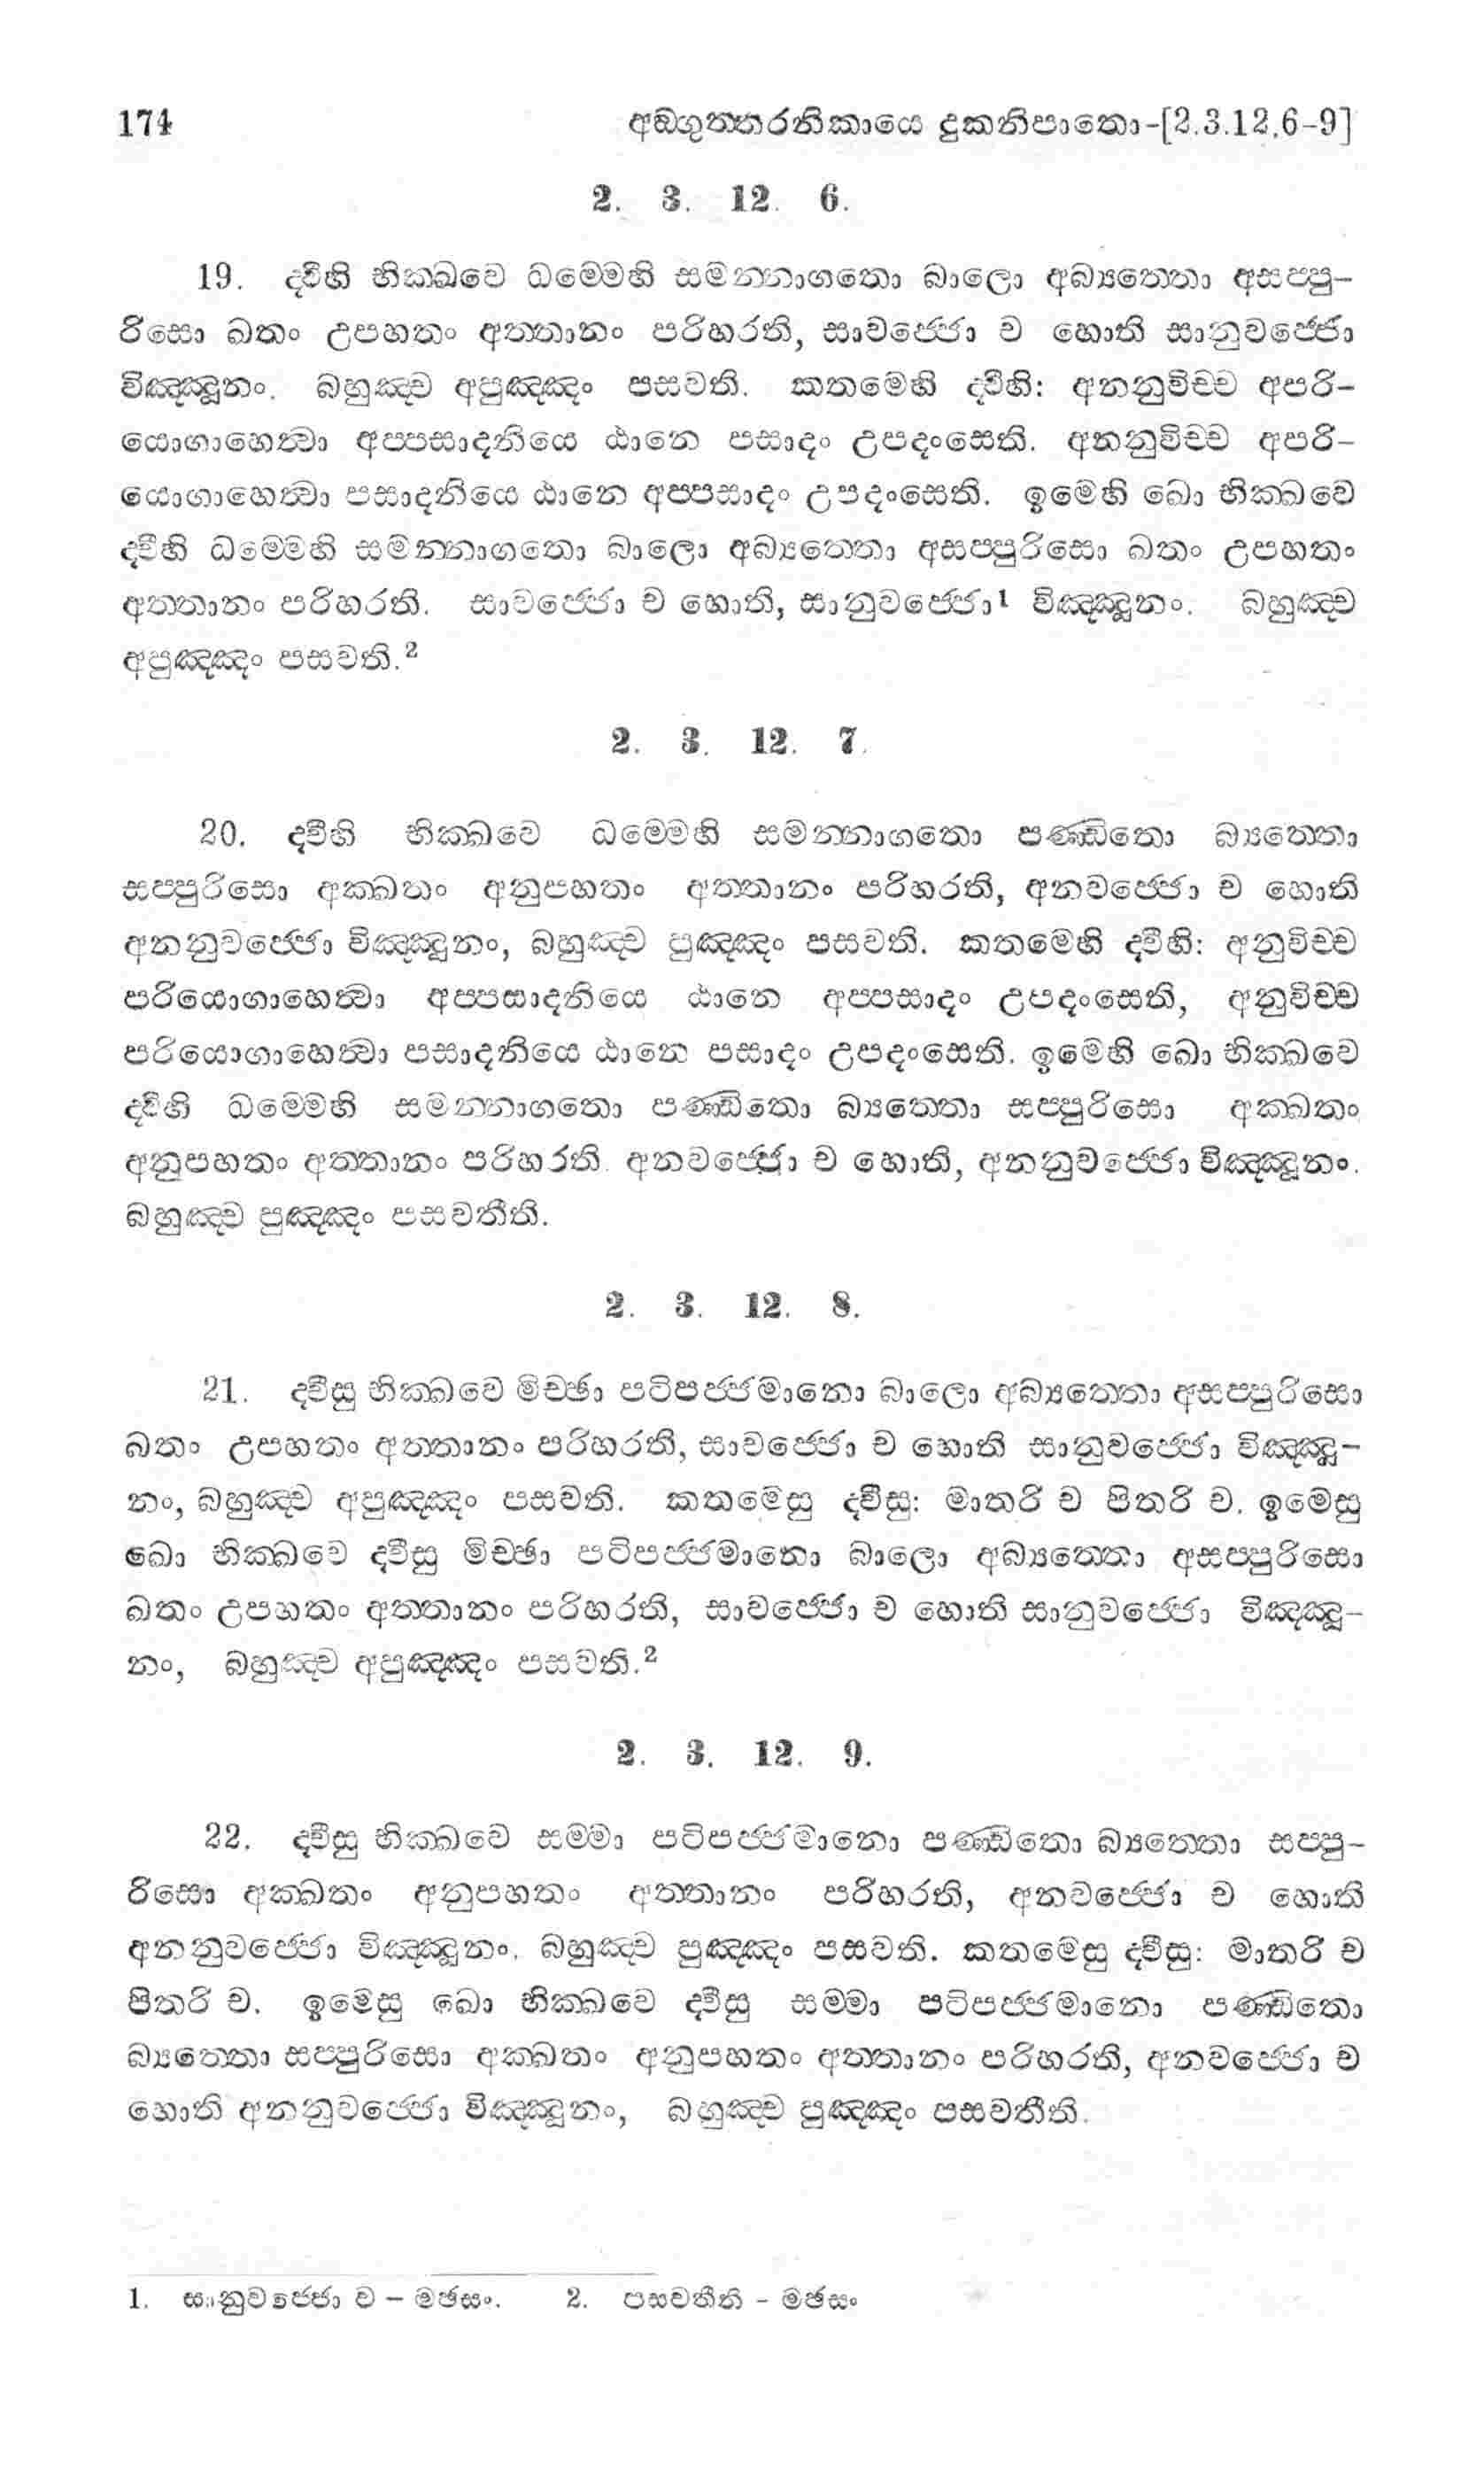 174 අඞ්ගුත්තරනිකායෙ දුකනිපාතො-[2.3.12.6-9]
2. 3. 12. 6.
19. ද්වීහි භික්ඛවෙ ධම්මෙහි සමන්නාගතො බාලො අබ්‍යත්තො අසප්පු-
රිසො ඛතං උපහතං අත්තානං පරිහරති, සාවජ්ජො ච හොති සානුවජ්ජො
විඤ්ඤූනං. බහුඤ්ච අපුඤ්ඤං පසවති. කතමෙහි ද්වීහි: අනනුවිච්ච අපරි-
යොගාහෙත්‍වා අප්පසාදනියෙ ඨානෙ පසාදං උපදංසෙති. අනනුවිච්ච අපරි-
යොගාහෙත්‍වා පසාදනියෙ ඨානෙ අප්පසාදං උපදංසෙති. ඉමෙහි ඛො භික්ඛවෙ
ද්වීහි ධම්මෙහි සමන්නාගතො බාලො අබ්‍යත්තො අසප්පුරිසො ඛතං උපහතං
අත්තානං පරිහරති. සාවජ්ජො ච හොති, සානුවජ්ජො¹ විඤ්ඤූනං. බහුඤ්ච
අපුඤ්ඤං පසවති.²
2. 3. 12. 7.
20. ද්වීහි භික්ඛවෙ ධම්මෙහි සමන්නාගතො පණ්ඩිතො බ්‍යත්තො
සප්පුරිසො අක්ඛතං අනුපහතං අත්තානං පරිහරති, අනවජ්ජො ච හොති
අනනුවජ්ජො විඤ්ඤූනං, බහුඤ්ච පුඤ්ඤං පසවති. කතමෙහි ද්වීහි: අනුවිච්ච
පරියොගාහෙත්‍වා අප්පසාදනියෙ ඨානෙ අප්පසාදං උපදංසෙති, අනුවිච්ච
පරියොගාහෙත්‍වා පසාදනියෙ ඨානෙ පසාදං උපදංසෙති. ඉමෙහි ඛො භික්ඛවෙ
ද්වීහි ධම්මෙහි සමන්නාගතො පණ්ඩිතො බ්‍යත්තො සප්පුරිසො අක්ඛතං
අනුපහතං අත්තානං පරිහරති. අනවජ්ජො ච හොති, අනනුවජ්ජො විඤ්ඤූනං.
බහුඤ්ච පුඤ්ඤං පසවතීති.
2. 3. 12. 8.
21. ද්වීසු භික්ඛවෙ මිච්ඡා පටිපජ්ජමානො බාලො අබ්‍යත්තො අසප්පුරිසො
ඛතං උපහතං අත්තානං පරිහරති, සාවජ්ජො ච හොති සානුවජ්ජො විඤ්ඤූ-
නං, බහුඤ්ච අපුඤ්ඤං පසවති. කතමෙසු ද්වීසු: මාතරි ච පිතරි ච. ඉමෙසු
ඛො භික්ඛවෙ ද්වීසු මිච්ඡා පටිපජ්ජමානො බාලො අබ්‍යත්තො අසප්පුරිසො
ඛතං උපහතං අත්තානං පරිහරති, සාවජ්ජො ච හොති සානුවජ්ජො විඤ්ඤූ-
නං, බහුඤ්ච අපුඤ්ඤං පසවති.²
2. 3. 12. 9.
22. ද්වීසු භික්ඛවෙ සම්මා පටිපජ්ජමානො පණ්ඩිතො බ්‍යත්තො සප්පු-
රිසො අක්ඛතං අනුපහතං අත්තානං පරිහරති, අනවජ්ජො ච හොති
අනනුවජ්ජො විඤ්ඤූනං. බහුඤ්ච පුඤ්ඤං පසවති. කතමෙසු ද්වීසු: මාතරි ච
පිතරි ච. ඉමෙසු ඛො භික්ඛවෙ ද්වීසු සම්මා පටිපජ්ජමානො පණ්ඩිතො
බ්‍යත්තො සප්පුරිසො අක්ඛතං අනුපහතං අත්තානං පරිහරති, අනවජ්ජො ච
හොති අනනුවජ්ජො විඤ්ඤූනං, බහුඤ්ච පුඤ්ඤං පසවතීති.
1. සානුවජ්ජො ච – මඡසං. 2. පසවතීති – මඡසං